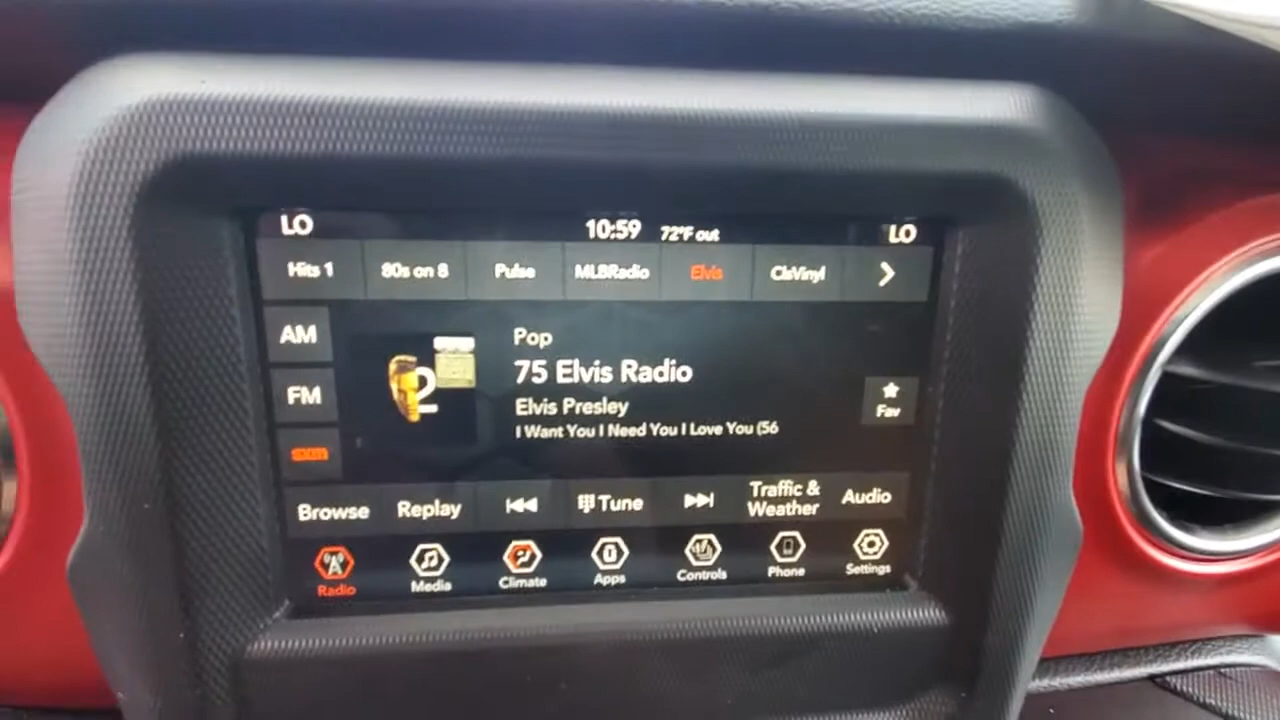 LO 10:59 72°F out LO
Hits 1 80s on 8 Pulse MLBRadio Elvis ClsVinyl
AM
Pop
75 Elvis Radio
FM
Elvis Presley
Fav
I Want You I Need You I Love You (56
sxm
Browse Replay Tune Traffic & Weather Audio
Radio Media Climate Apps Controls Phone Settings